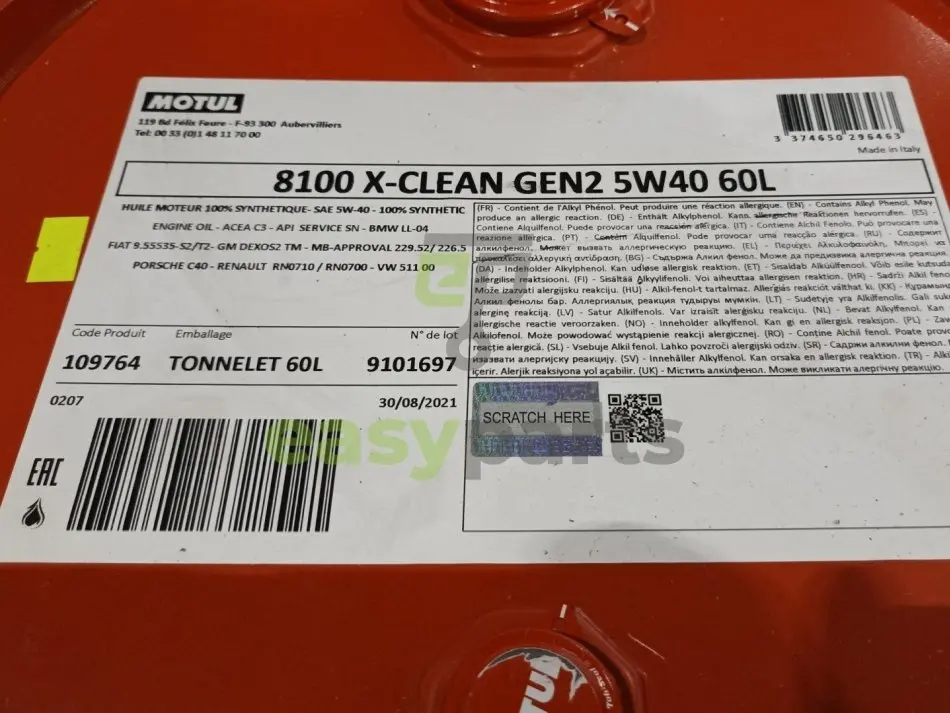 MOTUL
119 Bd Félix Faure - F-93 300 Aubervilliers
Tel: 00 33 (0)1 48 11 70 00
3 374650 296463
Made in Italy
8100 X-CLEAN GEN2 5W40 60L
HUILE MOTEUR 100% SYNTHETIQUE- SAE 5W-40 - 100% SYNTHETIC
ENGINE OIL - ACEA C3 - API SERVICE SN - BMW LL-04
FIAT 9.55535-S2/T2- GM DEXOS2 TM - MB-APPROVAL 229.52/ 226.5
PORSCHE C40 - RENAULT RN0710 / RN0700 - VW 511 00
(FR) - Contient de l'Alkyl Phénol. Peut produire une réaction allergique. (EN) - Contains Alkyl Phenol. May
produce an allergic reaction. (DE) - Enthält Alkylphenol. Kann allergische Reaktionen hervorrufen. (ES) -
Contiene Alquilfenol. Puede provocar una reacción alérgica. (IT) - Contiene Alchil Fenolo. Può provocare una
reazione allergica. (PT) - Contém Alquilfenol. Pode provocar uma reacção alérgica. (RU) - Содержит
алкилфенол. Может вызывать аллергическую реакцию. (EL) - Περιέχει Αλκυλοφαινόλη. Μπορεί να
προκαλέσει αλλεργική αντίδραση. (BG) - Съдържа Алкил фенол. Може да предизвика алергична реакция.
(DA) - Indeholder Alkylphenol. Kan udløse allergisk reaktion. (ET) - Sisaldab Alküülfenool. Võib esile kutsuda
allergilise reaktsiooni. (FI) - Sisältää Alkyylifenoli. Voi aiheuttaa allergisen reaktion. (HR) - Sadrži Alkil fenol.
Može izazvati alergijsku reakciju. (HU) - Alkil-fenol-t tartalmaz. Allergiás reakciót válthat ki. (KK) - Құрамында
Алкил фенолы бар. Аллергиялық реакция тудыруы мүмкін. (LT) - Sudėtyje yra Alkilfenolis. Gali sukelti
alerginę reakciją. (LV) - Satur Alkilfenols. Var izraisīt alerģisku reakciju. (NL) - Bevat Alkylfenol. Kan
allergische reactie veroorzaken. (NO) - Inneholder alkylfenol. Kan gi en allergisk reaksjon. (PL) - Zawiera
Alkilofenol. Może powodować wystąpienie reakcji alergicznej. (RO) - Contine Alchil fenol. Poate provoca
reacție alergică. (SL) - Vsebuje Alkil fenol. Lahko povzroči alergijski odziv. (SR) - Садржи алкилни фенол. Може
изазвати алергијску реакцију. (SV) - Innehåller Alkylfenol. Kan orsaka en allergisk reaktion. (TR) - Alkil
içerir. Alerjik reaksiyona yol açabilir. (UK) - Містить алкілфенол. Може викликати алергічну реакцію.
Code Produit Emballage N° de lot
109764 TONNELET 60L 9101697
0207 30/08/2021
SCRATCH HERE
easyparts
EAC
Tab-Seal